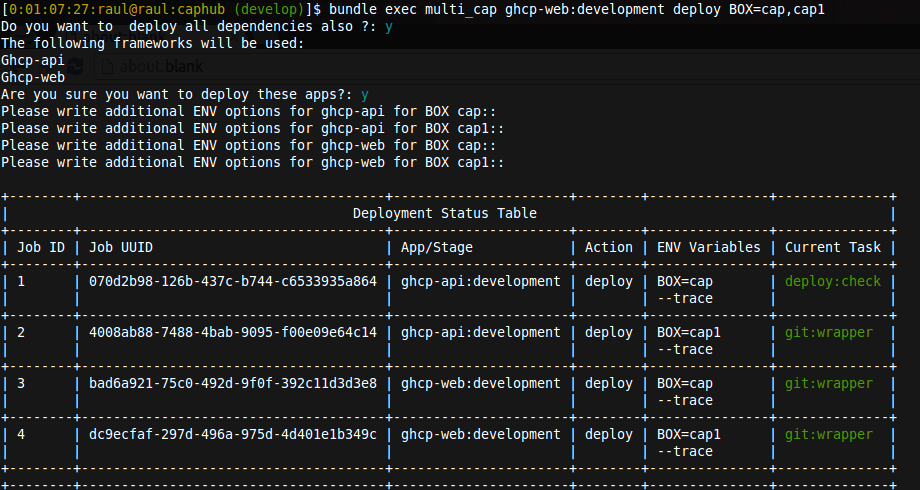 [0:01:07:27:raul@raul:caphub (develop)]$ bundle exec multi_cap ghcp-web:development deploy BOX=cap,cap1
Do you want to  deploy all dependencies also ?: y
The following frameworks will be used:
Ghcp-api
about:blank
Ghcp-web
Are you sure you want to deploy these apps?: y
Please write additional ENV options for ghcp-api for BOX cap::
Please write additional ENV options for ghcp-api for BOX cap1::
Please write additional ENV options for ghcp-web for BOX cap::
Please write additional ENV options for ghcp-web for BOX cap1::
+--------+--------------------------------------+----------------------+--------+---------------+--------------+
|                                          Deployment Status Table                                           |
+--------+--------------------------------------+----------------------+--------+---------------+--------------+
| Job ID | Job UUID                             | App/Stage            | Action | ENV Variables | Current Task |
+--------+--------------------------------------+----------------------+--------+---------------+--------------+
| 1      | 070d2b98-126b-437c-b744-c6533935a864 | ghcp-api:development | deploy | BOX=cap       | deploy:check |
|        |                                      |                      |        | --trace       |              |
+--------+--------------------------------------+----------------------+--------+---------------+--------------+
| 2      | 4008ab88-7488-4bab-9095-f00e09e64c14 | ghcp-api:development | deploy | BOX=cap1      | git:wrapper  |
|        |                                      |                      |        | --trace       |              |
+--------+--------------------------------------+----------------------+--------+---------------+--------------+
| 3      | bad6a921-75c0-492d-9f0f-392c11d3d3e8 | ghcp-web:development | deploy | BOX=cap       | git:wrapper  |
|        |                                      |                      |        | --trace       |              |
+--------+--------------------------------------+----------------------+--------+---------------+--------------+
| 4      | dc9ecfaf-297d-496a-975d-4d401e1b349c | ghcp-web:development | deploy | BOX=cap1      | git:wrapper  |
|        |                                      |                      |        | --trace       |              |
+--------+--------------------------------------+----------------------+--------+---------------+--------------+
+--------+--------------------------------------+----------------------+--------+---------------+--------------+